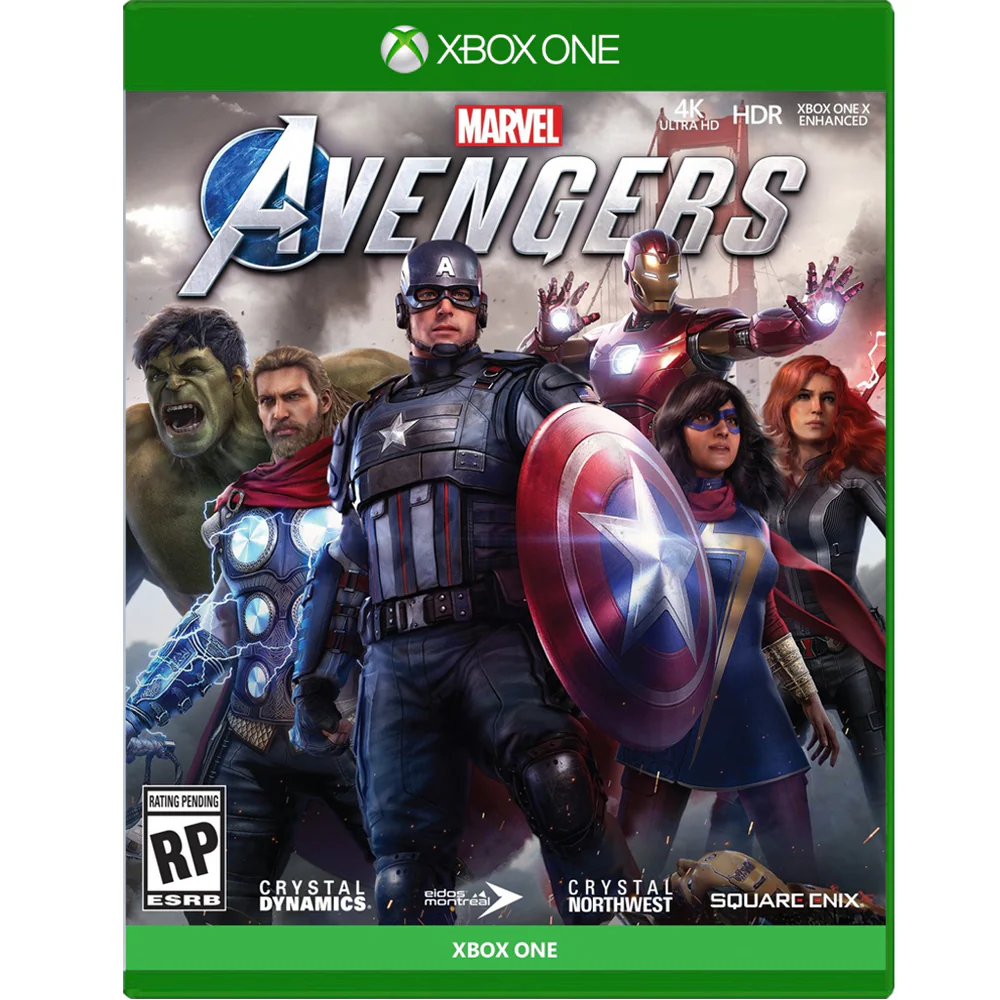 XBOX ONE
4K
ULTRA HD
HDR
XBOX ONE X
ENHANCED
MARVEL
AVENGERS
A
RATING PENDING
RP
ESRB
CRYSTAL
DYNAMICS
eidos
montréal
CRYSTAL
NORTHWEST
SQUARE ENIX
XBOX ONE